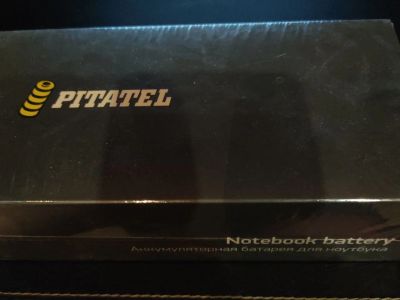 PITATEL
Notebook battery
Аккумуляторная батарея для ноутбука